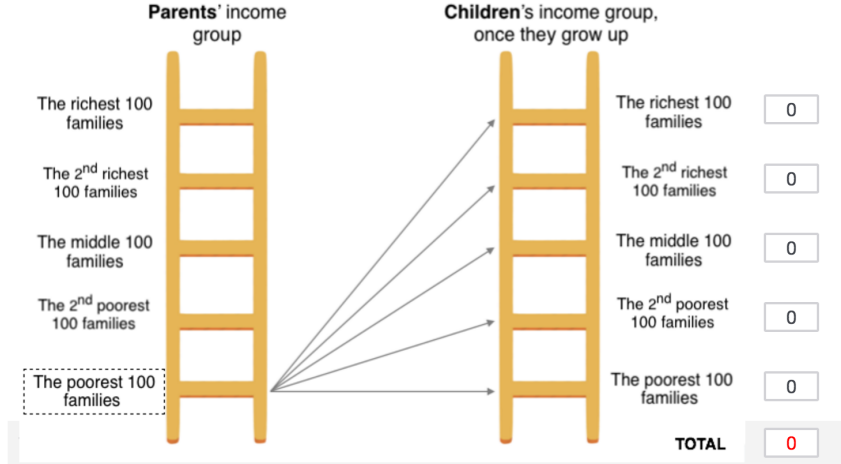 Parents' income
group
Children's income group,
once they grow up
The richest 100
families
The richest 100
families
0
The 2nd richest
100 families
The 2nd richest
100 families
0
The middle 100
families
The middle 100
families
0
The 2nd poorest
100 families
The 2nd poorest
100 families
0
The poorest 100
families
The poorest 100
families
0
TOTAL
0